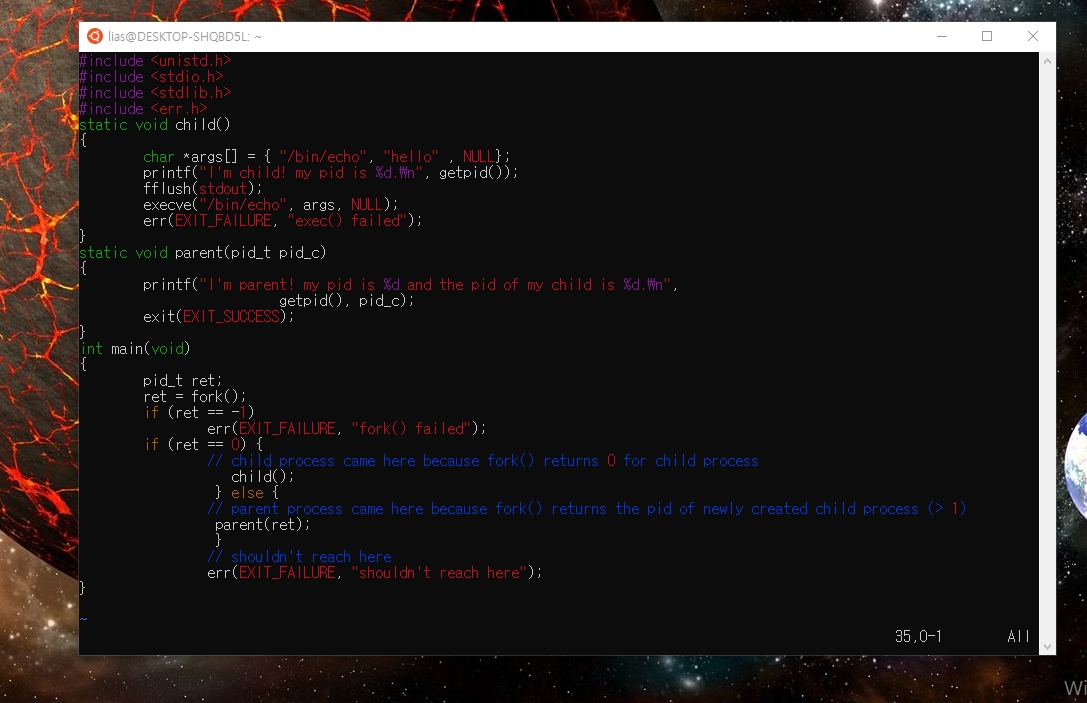 lias@DESKTOP-SHQBD5L: ~
#include <unistd.h>
#include <stdio.h>
#include <stdlib.h>
#include <err.h>
static void child()
{
char *args[] = { "/bin/echo", "hello" , NULL};
printf("I'm child! my pid is %d.₩n", getpid());
fflush(stdout);
execve("/bin/echo", args, NULL);
err(EXIT_FAILURE, "exec() failed");
}
static void parent(pid_t pid_c)
{
printf("I'm parent! my pid is %d and the pid of my child is %d.₩n",
getpid(), pid_c);
exit(EXIT_SUCCESS);
}
int main(void)
{
pid_t ret;
ret = fork();
if (ret == -1)
err(EXIT_FAILURE, "fork() failed");
if (ret == 0) {
// child process came here because fork() returns 0 for child process
child();
} else {
// parent process came here because fork() returns the pid of newly created child process (> 1)
parent(ret);
}
// shouldn't reach here
err(EXIT_FAILURE, "shouldn't reach here");
}
~
35,0-1 All